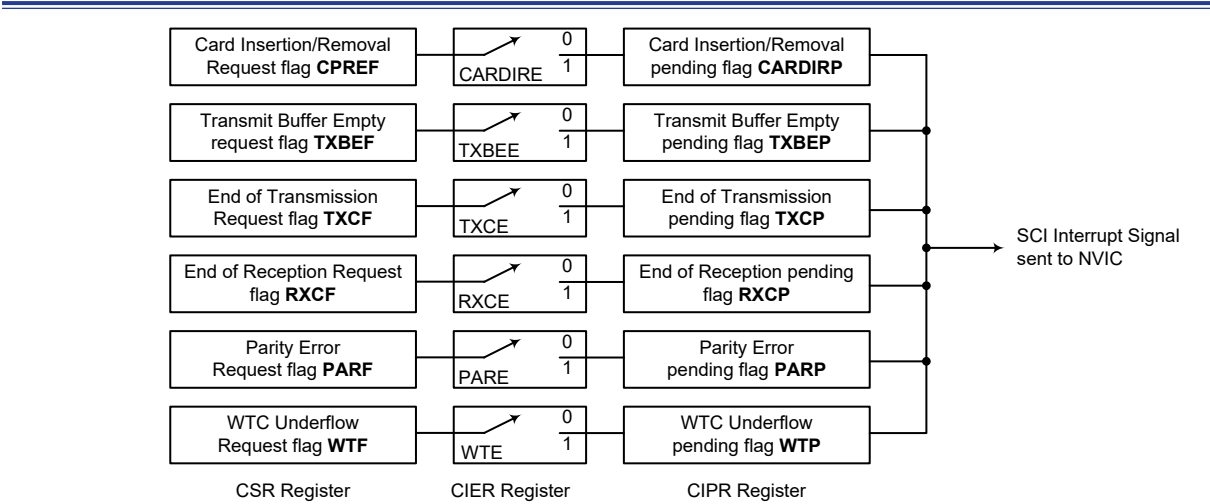 Card Insertion/Removal
Request flag CPREF
0
1
CARDIRE
Card Insertion/Removal
pending flag CARDIRP
Transmit Buffer Empty
request flag TXBEF
0
1
TXBEE
Transmit Buffer Empty
pending flag TXBEP
End of Transmission
Request flag TXCF
0
1
TXCE
End of Transmission
pending flag TXCP
SCI Interrupt Signal
sent to NVIC
End of Reception Request
flag RXCF
0
1
RXCE
End of Reception pending
flag RXCP
Parity Error
Request flag PARF
0
1
PARE
Parity Error
pending flag PARP
WTC Underflow
Request flag WTF
0
1
WTE
WTC Underflow
pending flag WTP
CSR Register
CIER Register
CIPR Register